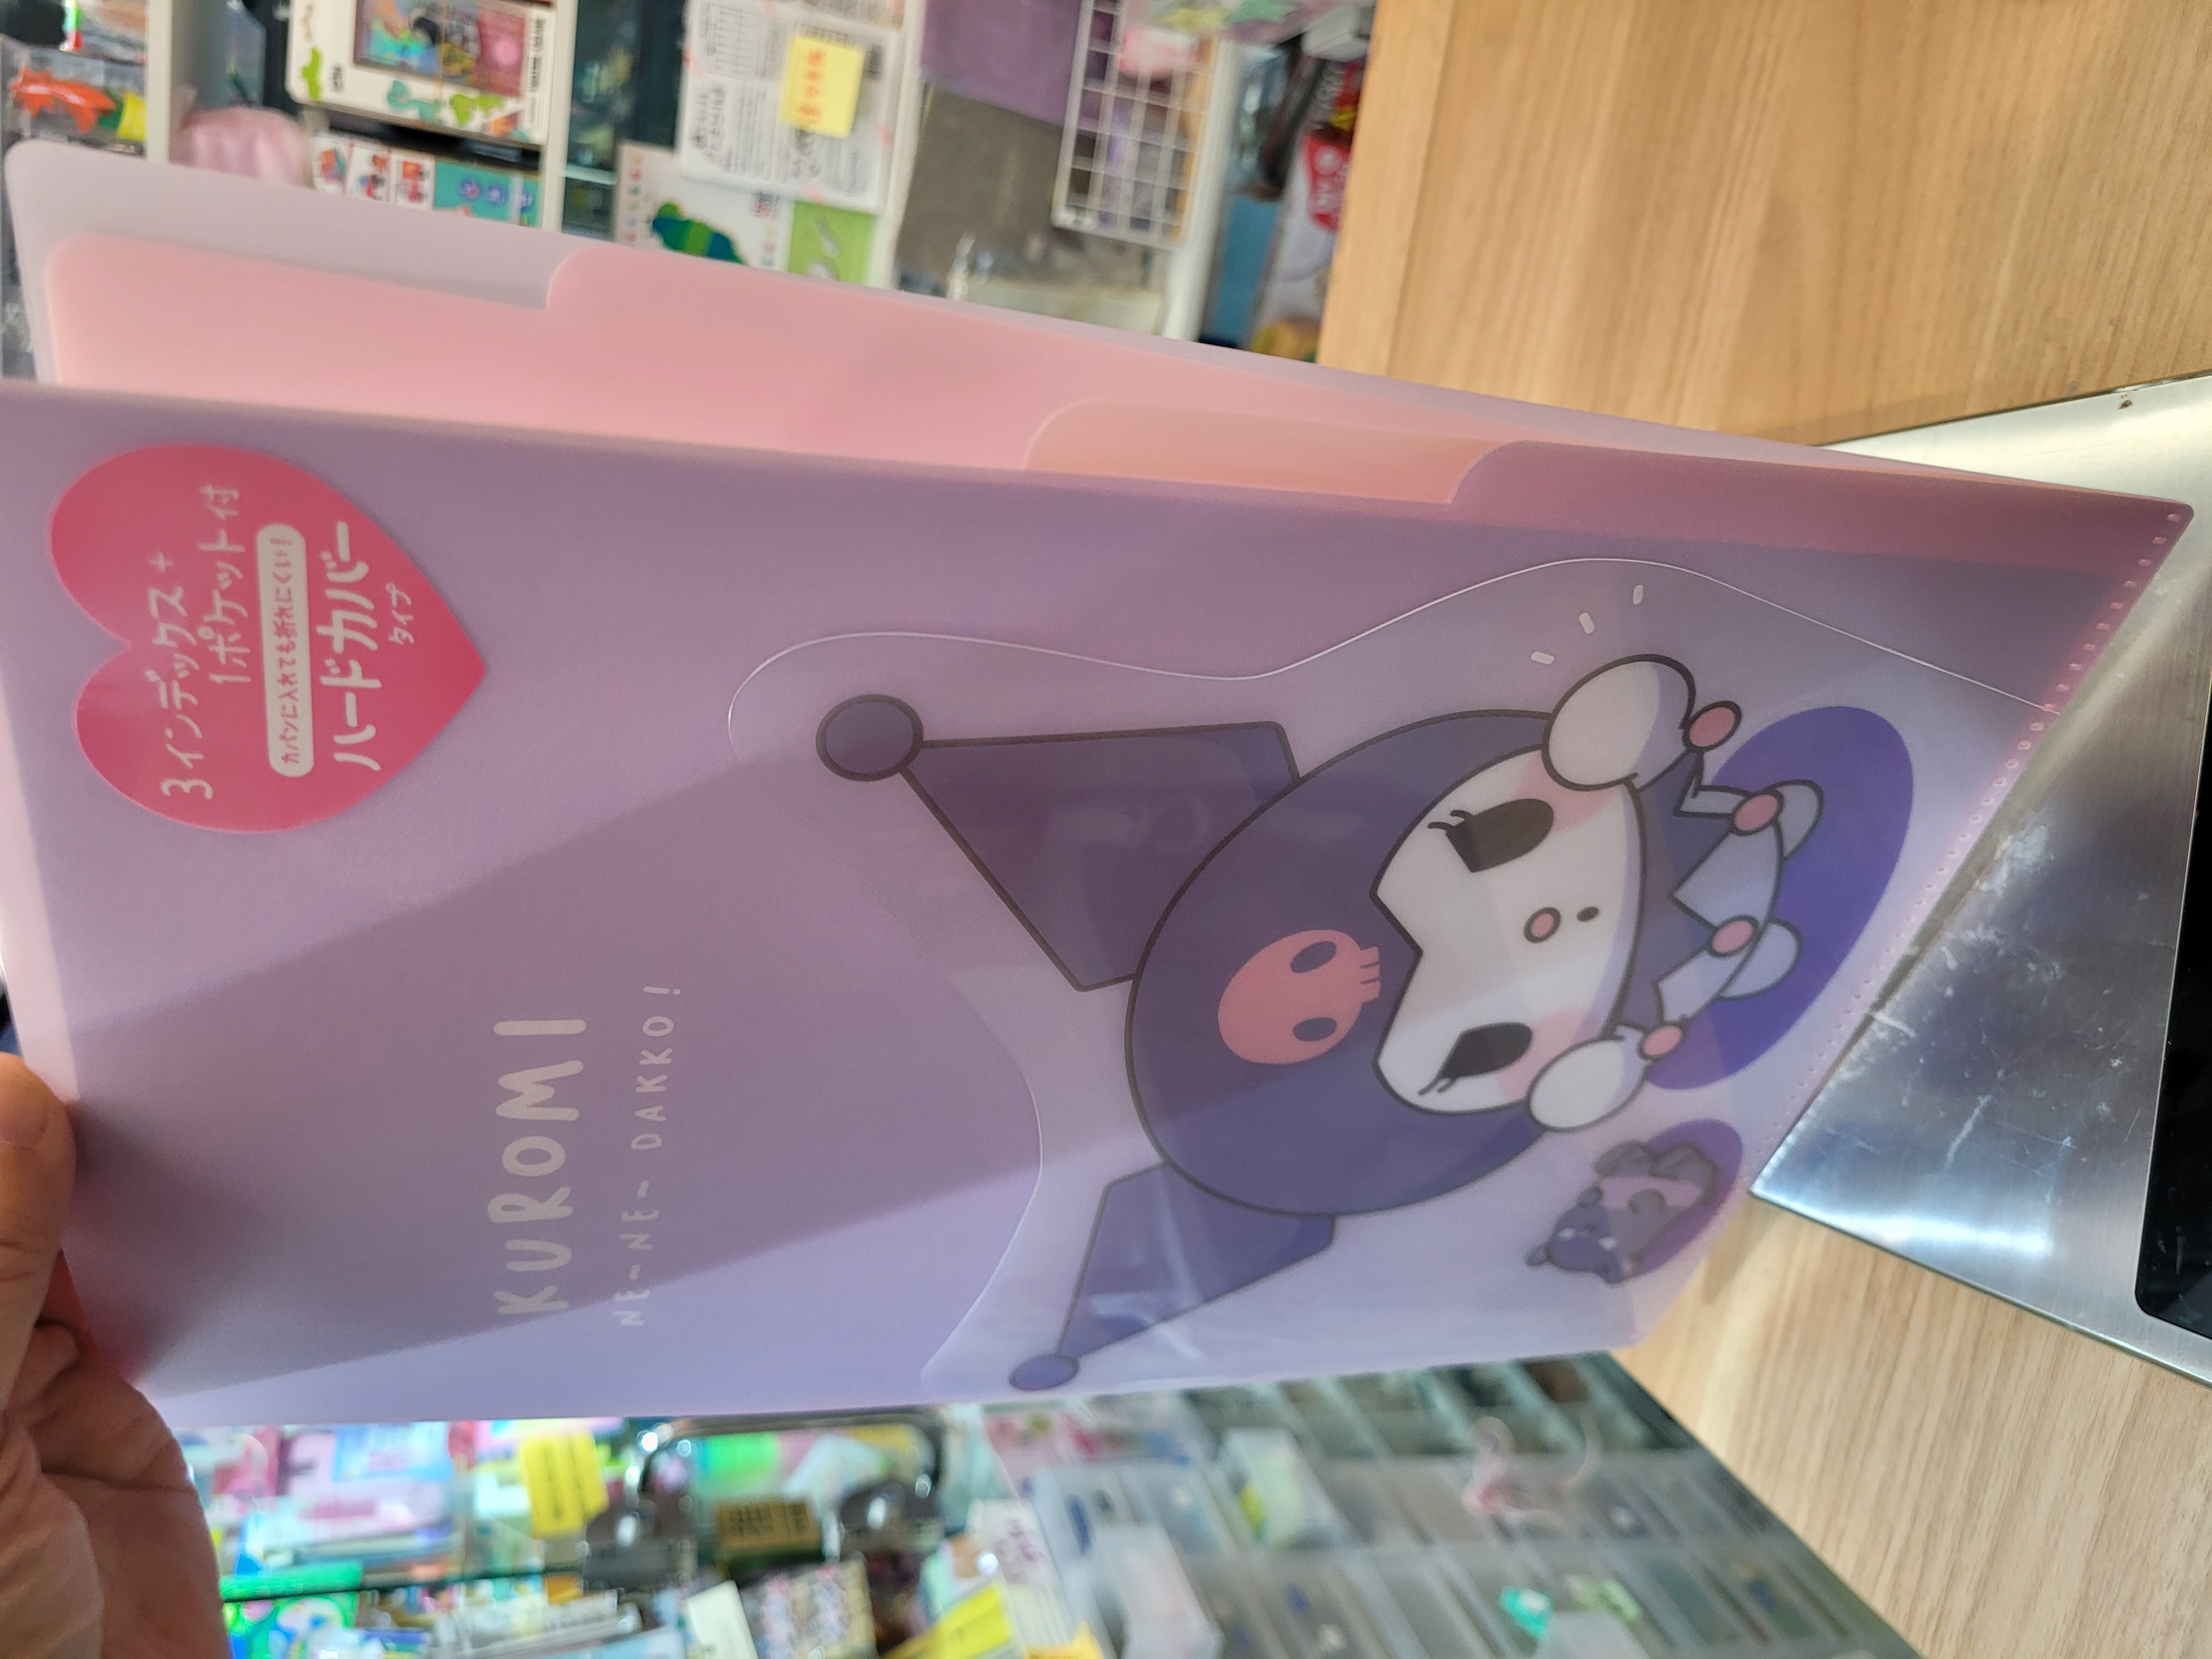 3インデックス+
1ポケット付
カバンに入れても折れにくい!
ハードカバー
タイプ
KUROMI
NE~NE~DAKKO!